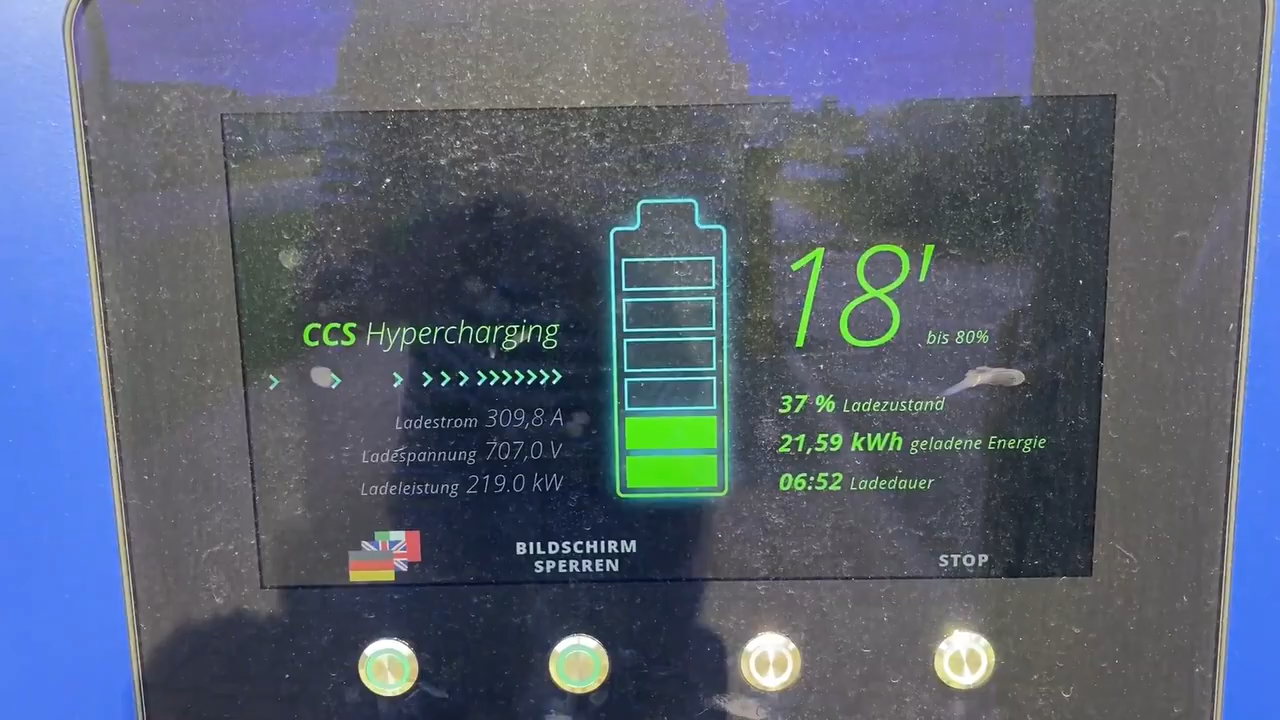 CCS Hypercharging
Ladestrom 309,8 A
Ladespannung 707,0 V
Ladeleistung 219.0 kW
18'
bis 80%
37 % Ladezustand
21,59 kWh geladene Energie
06:52 Ladedauer
BILDSCHIRM
SPERREN
STOP